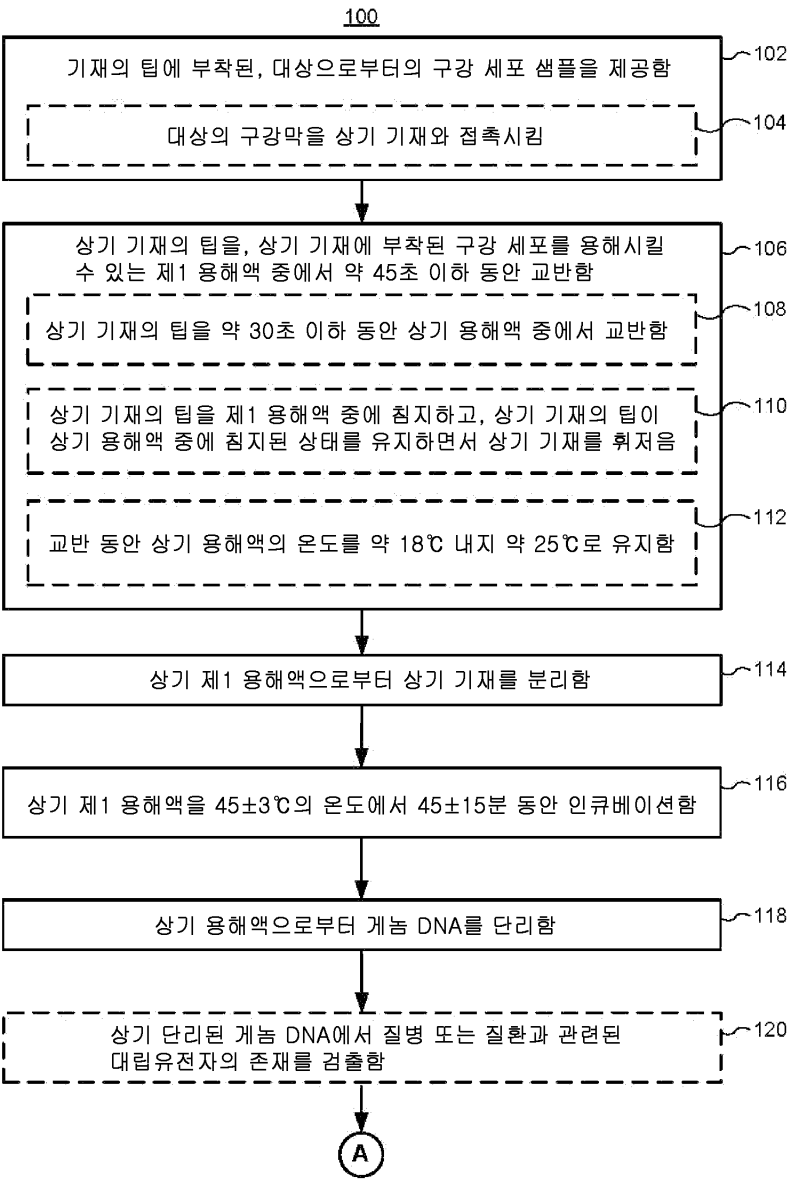 100
기재의 팁에 부착된, 대상으로부터의 구강 세포 샘플을 제공함
102
대상의 구강막을 상기 기재와 접촉시킴
104
상기 기재의 팁을, 상기 기재에 부착된 구강 세포를 용해시킬
수 있는 제1 용해액 중에서 약 45초 이하 동안 교반함
106
상기 기재의 팁을 약 30초 이하 동안 상기 용해액 중에서 교반함
108
상기 기재의 팁을 제1 용해액 중에 침지하고, 상기 기재의 팁이
상기 용해액 중에 침지된 상태를 유지하면서 상기 기재를 휘저음
110
교반 동안 상기 용해액의 온도를 약 18℃ 내지 약 25℃로 유지함
112
상기 제1 용해액으로부터 상기 기재를 분리함
114
상기 제1 용해액을 45±3℃의 온도에서 45±15분 동안 인큐베이션함
116
상기 용해액으로부터 게놈 DNA를 단리함
118
상기 단리된 게놈 DNA에서 질병 또는 질환과 관련된
대립유전자의 존재를 검출함
120
A